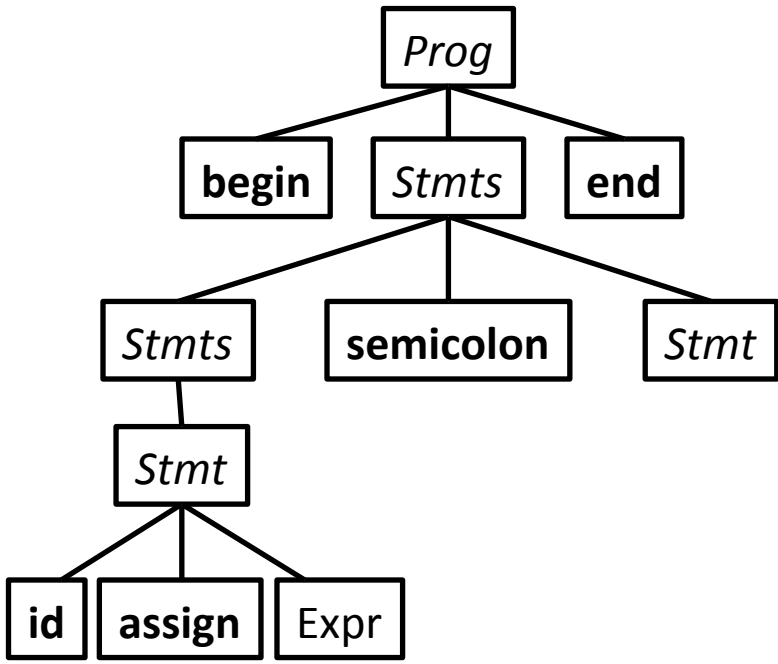 Prog
begin Stmts end
Stmts semicolon Stmt
Stmt
id assign Expr